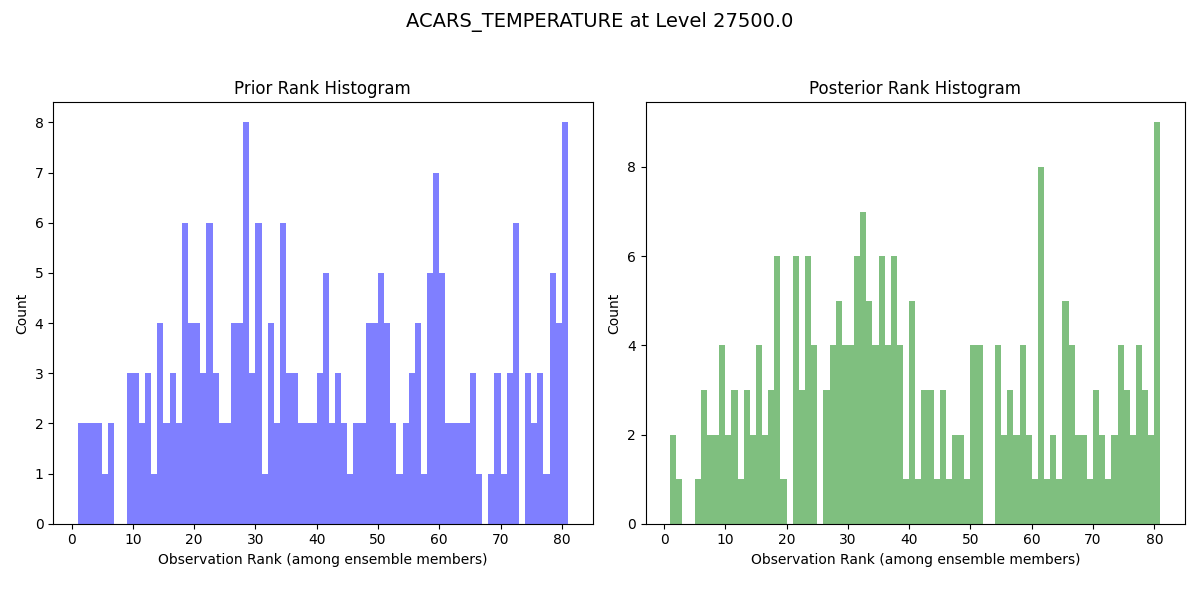 ACARS_TEMPERATURE at Level 27500.0
Prior Rank Histogram
Count
8
7
6
5
4
3
2
1
0
0 10 20 30 40 50 60 70 80
Observation Rank (among ensemble members)
Posterior Rank Histogram
Count
8
6
4
2
0
0 10 20 30 40 50 60 70 80
Observation Rank (among ensemble members)